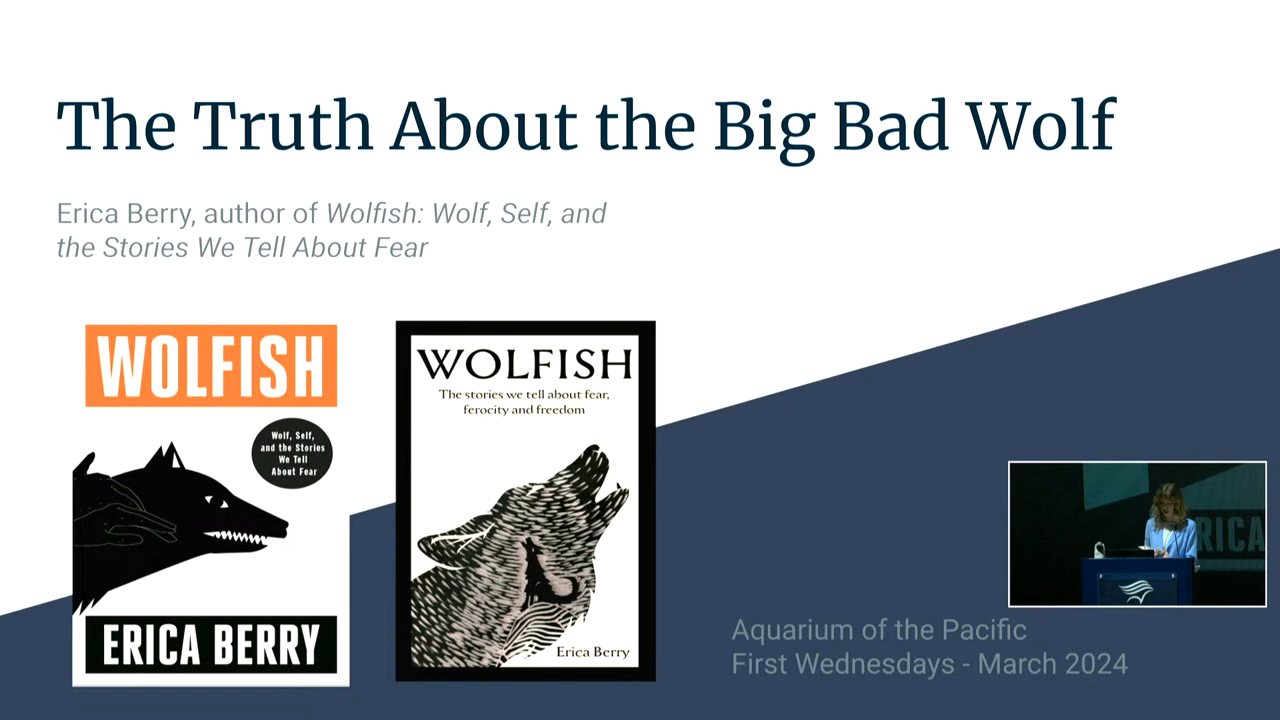 The Truth About the Big Bad Wolf
Erica Berry, author of Wolfish: Wolf, Self, and
the Stories We Tell About Fear
WOLFISH
Wolf, Self,
and the Stories
We Tell
About Fear
ERICA BERRY
WOLFISH
The stories we tell about fear,
ferocity and freedom
Erica Berry
RICA
Aquarium of the Pacific
First Wednesdays - March 2024